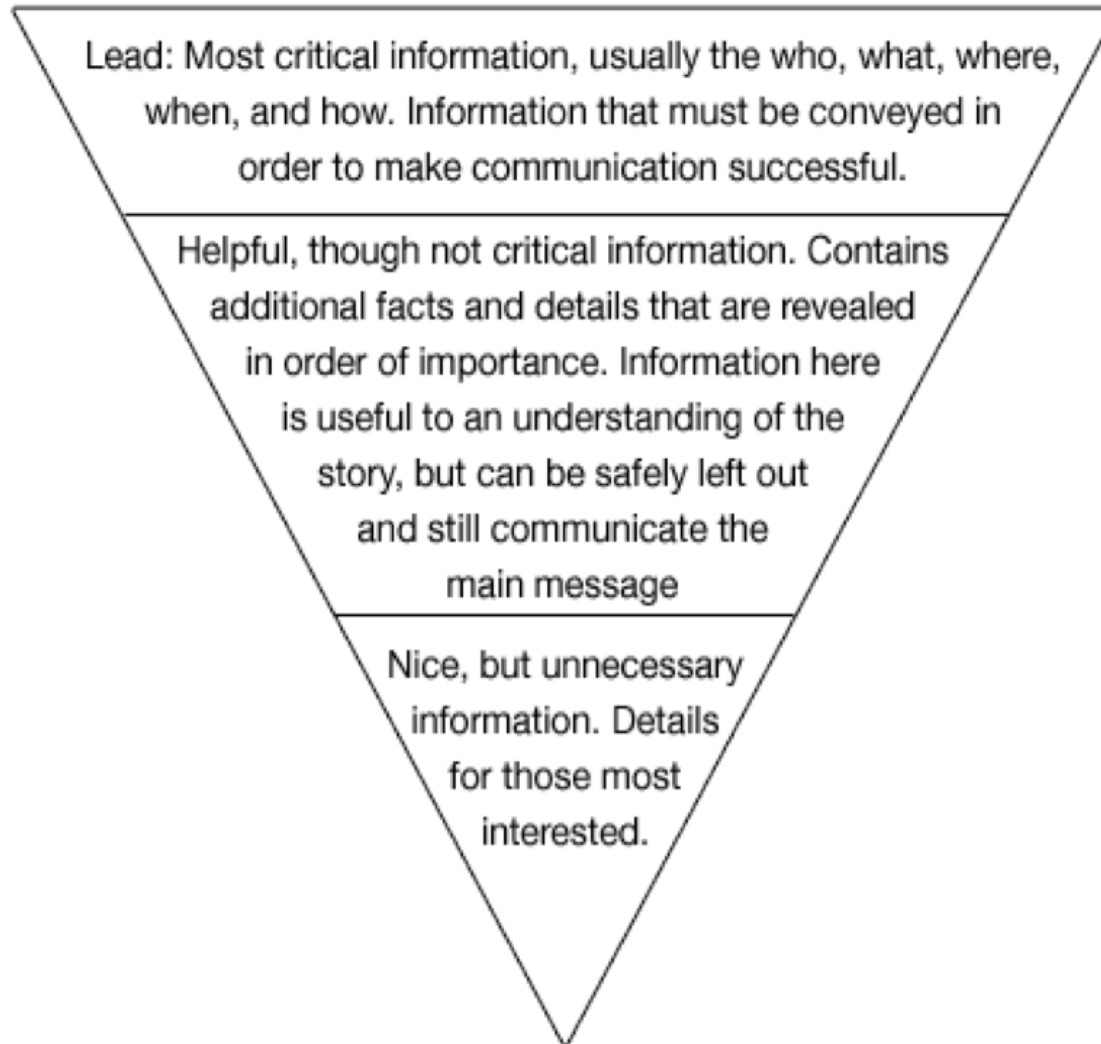 Lead: Most critical information, usually the who, what, where,
when, and how. Information that must be conveyed in
order to make communication successful.
Helpful, though not critical information. Contains
additional facts and details that are revealed
in order of importance. Information here
is useful to an understanding of the
story, but can be safely left out
and still communicate the
main message
Nice, but unnecessary
information. Details
for those most
interested.